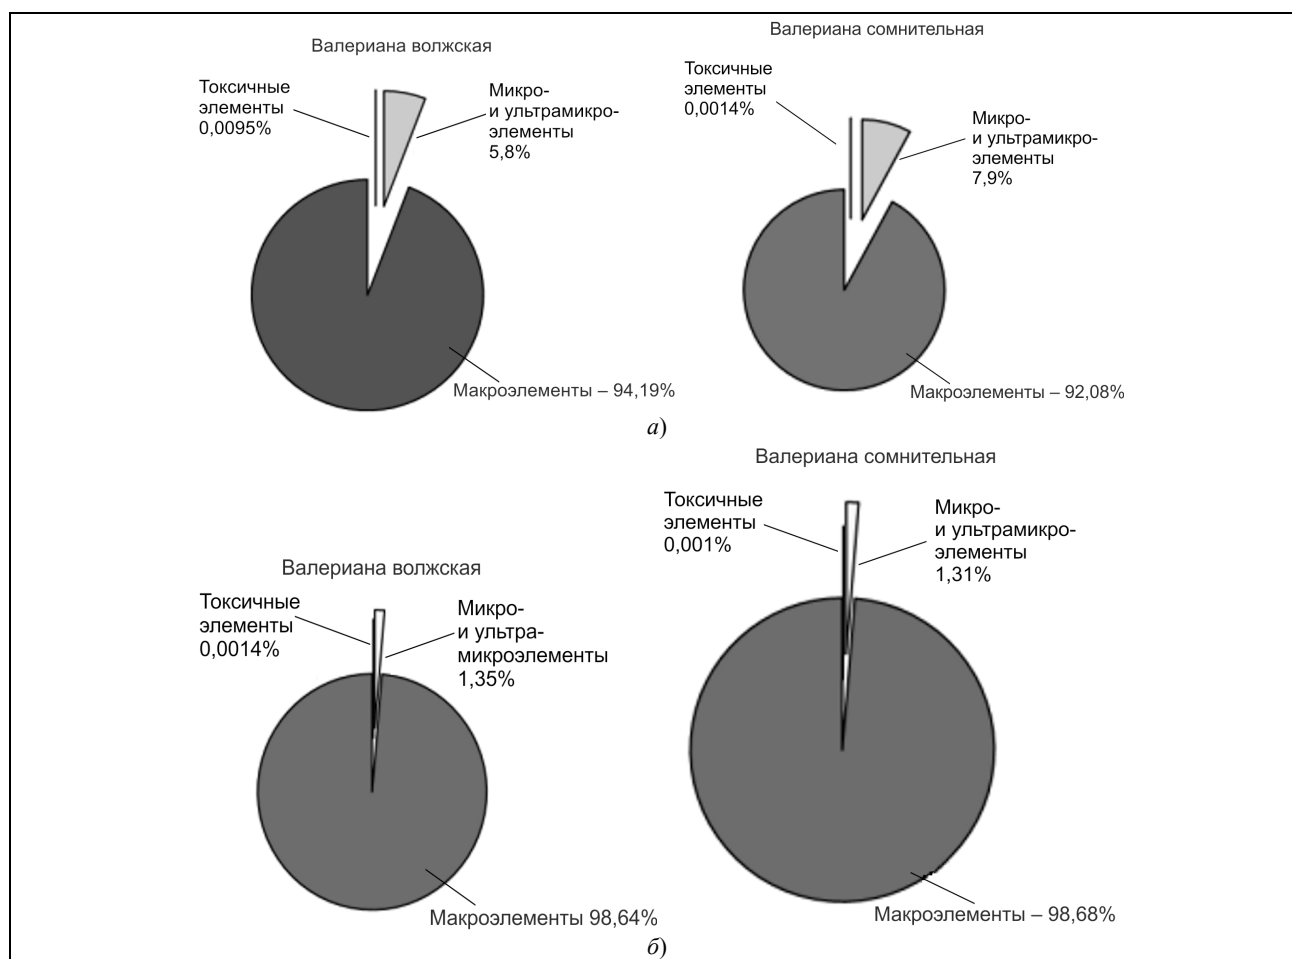 Валериана волжская
Токсичные
элементы
0,0095%
Микро-
и ультрамикро-
элементы
5,8%
Макроэлементы – 94,19%
Валериана сомнительная
Токсичные
элементы
0,0014%
Микро-
и ультрамикро-
элементы
7,9%
Макроэлементы – 92,08%
а)
Валериана волжская
Токсичные
элементы
0,0014%
Микро-
и ультра-
микроэлементы
1,35%
Макроэлементы 98,64%
Валериана сомнительная
Токсичные
элементы
0,001%
Микро-
и ультрамикро-
элементы
1,31%
Макроэлементы – 98,68%
б)